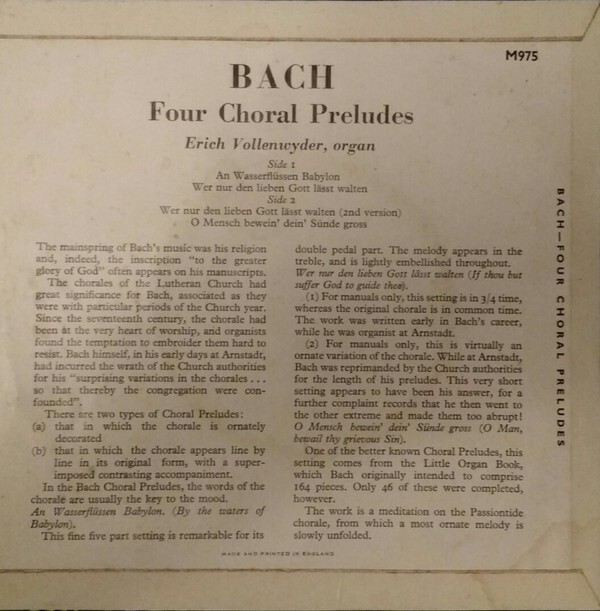 M975
BACH
Four Choral Preludes
Erich Vollenwyder, organ
Side 1
An Wasserflüssen Babylon
Wer nur den lieben Gott lässt walten
Side 2
Wer nur den lieben Gott lässt walten (2nd version)
O Mensch bewein' dein' Sünde gross
The mainspring of Bach's music was his religion
and, indeed, the inscription "to the greater
glory of God" often appears on his manuscripts.
The chorales of the Lutheran Church had
great significance for Bach, associated as they
were with particular periods of the Church year.
Since the seventeenth century, the chorale had
been at the very heart of worship, and organists
found the temptation to embroider them hard to
resist. Bach himself, in his early days at Arnstadt,
had incurred the wrath of the Church authorities
for his "surprising variations in the chorales . . .
so that thereby the congregation were con-
founded".
There are two types of Choral Preludes:
(a) that in which the chorale is ornately
decorated
(b) that in which the chorale appears line by
line in its original form, with a super-
imposed contrasting accompaniment.
In the Bach Choral Preludes, the words of the
chorale are usually the key to the mood.
An Wasserflüssen Babylon. (By the waters of
Babylon).
This fine five part setting is remarkable for its
double pedal part. The melody appears in the
treble, and is lightly embellished throughout.
Wer nur den lieben Gott lässt walten (If thou but
suffer God to guide thee).
(1) For manuals only, this setting is in 3/4 time,
whereas the original chorale is in common time.
The work was written early in Bach's career,
while he was organist at Arnstadt.
(2) For manuals only, this is virtually an
ornate variation of the chorale. While at Arnstadt,
Bach was reprimanded by the Church authorities
for the length of his preludes. This very short
setting appears to have been his answer, for a
further complaint records that he then went to
the other extreme and made them too abrupt!
O Mensch bewein' dein' Sünde gross (O Man,
bewail thy grievous Sin).
One of the better known Choral Preludes, this
setting comes from the Little Organ Book,
which Bach originally intended to comprise
164 pieces. Only 46 of these were completed,
however.
The work is a meditation on the Passiontide
chorale, from which a most ornate melody is
slowly unfolded.
MADE AND PRINTED IN ENGLAND
BACH—FOUR CHORAL PRELUDES